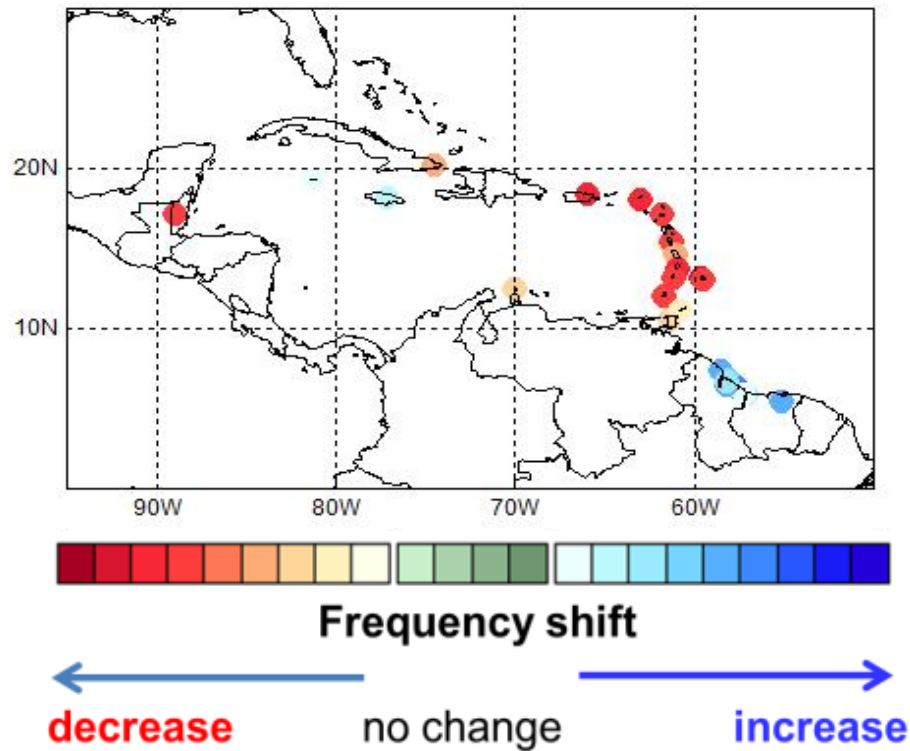 20N
10N
90W 80W 70W 60W
Frequency shift
decrease no change increase